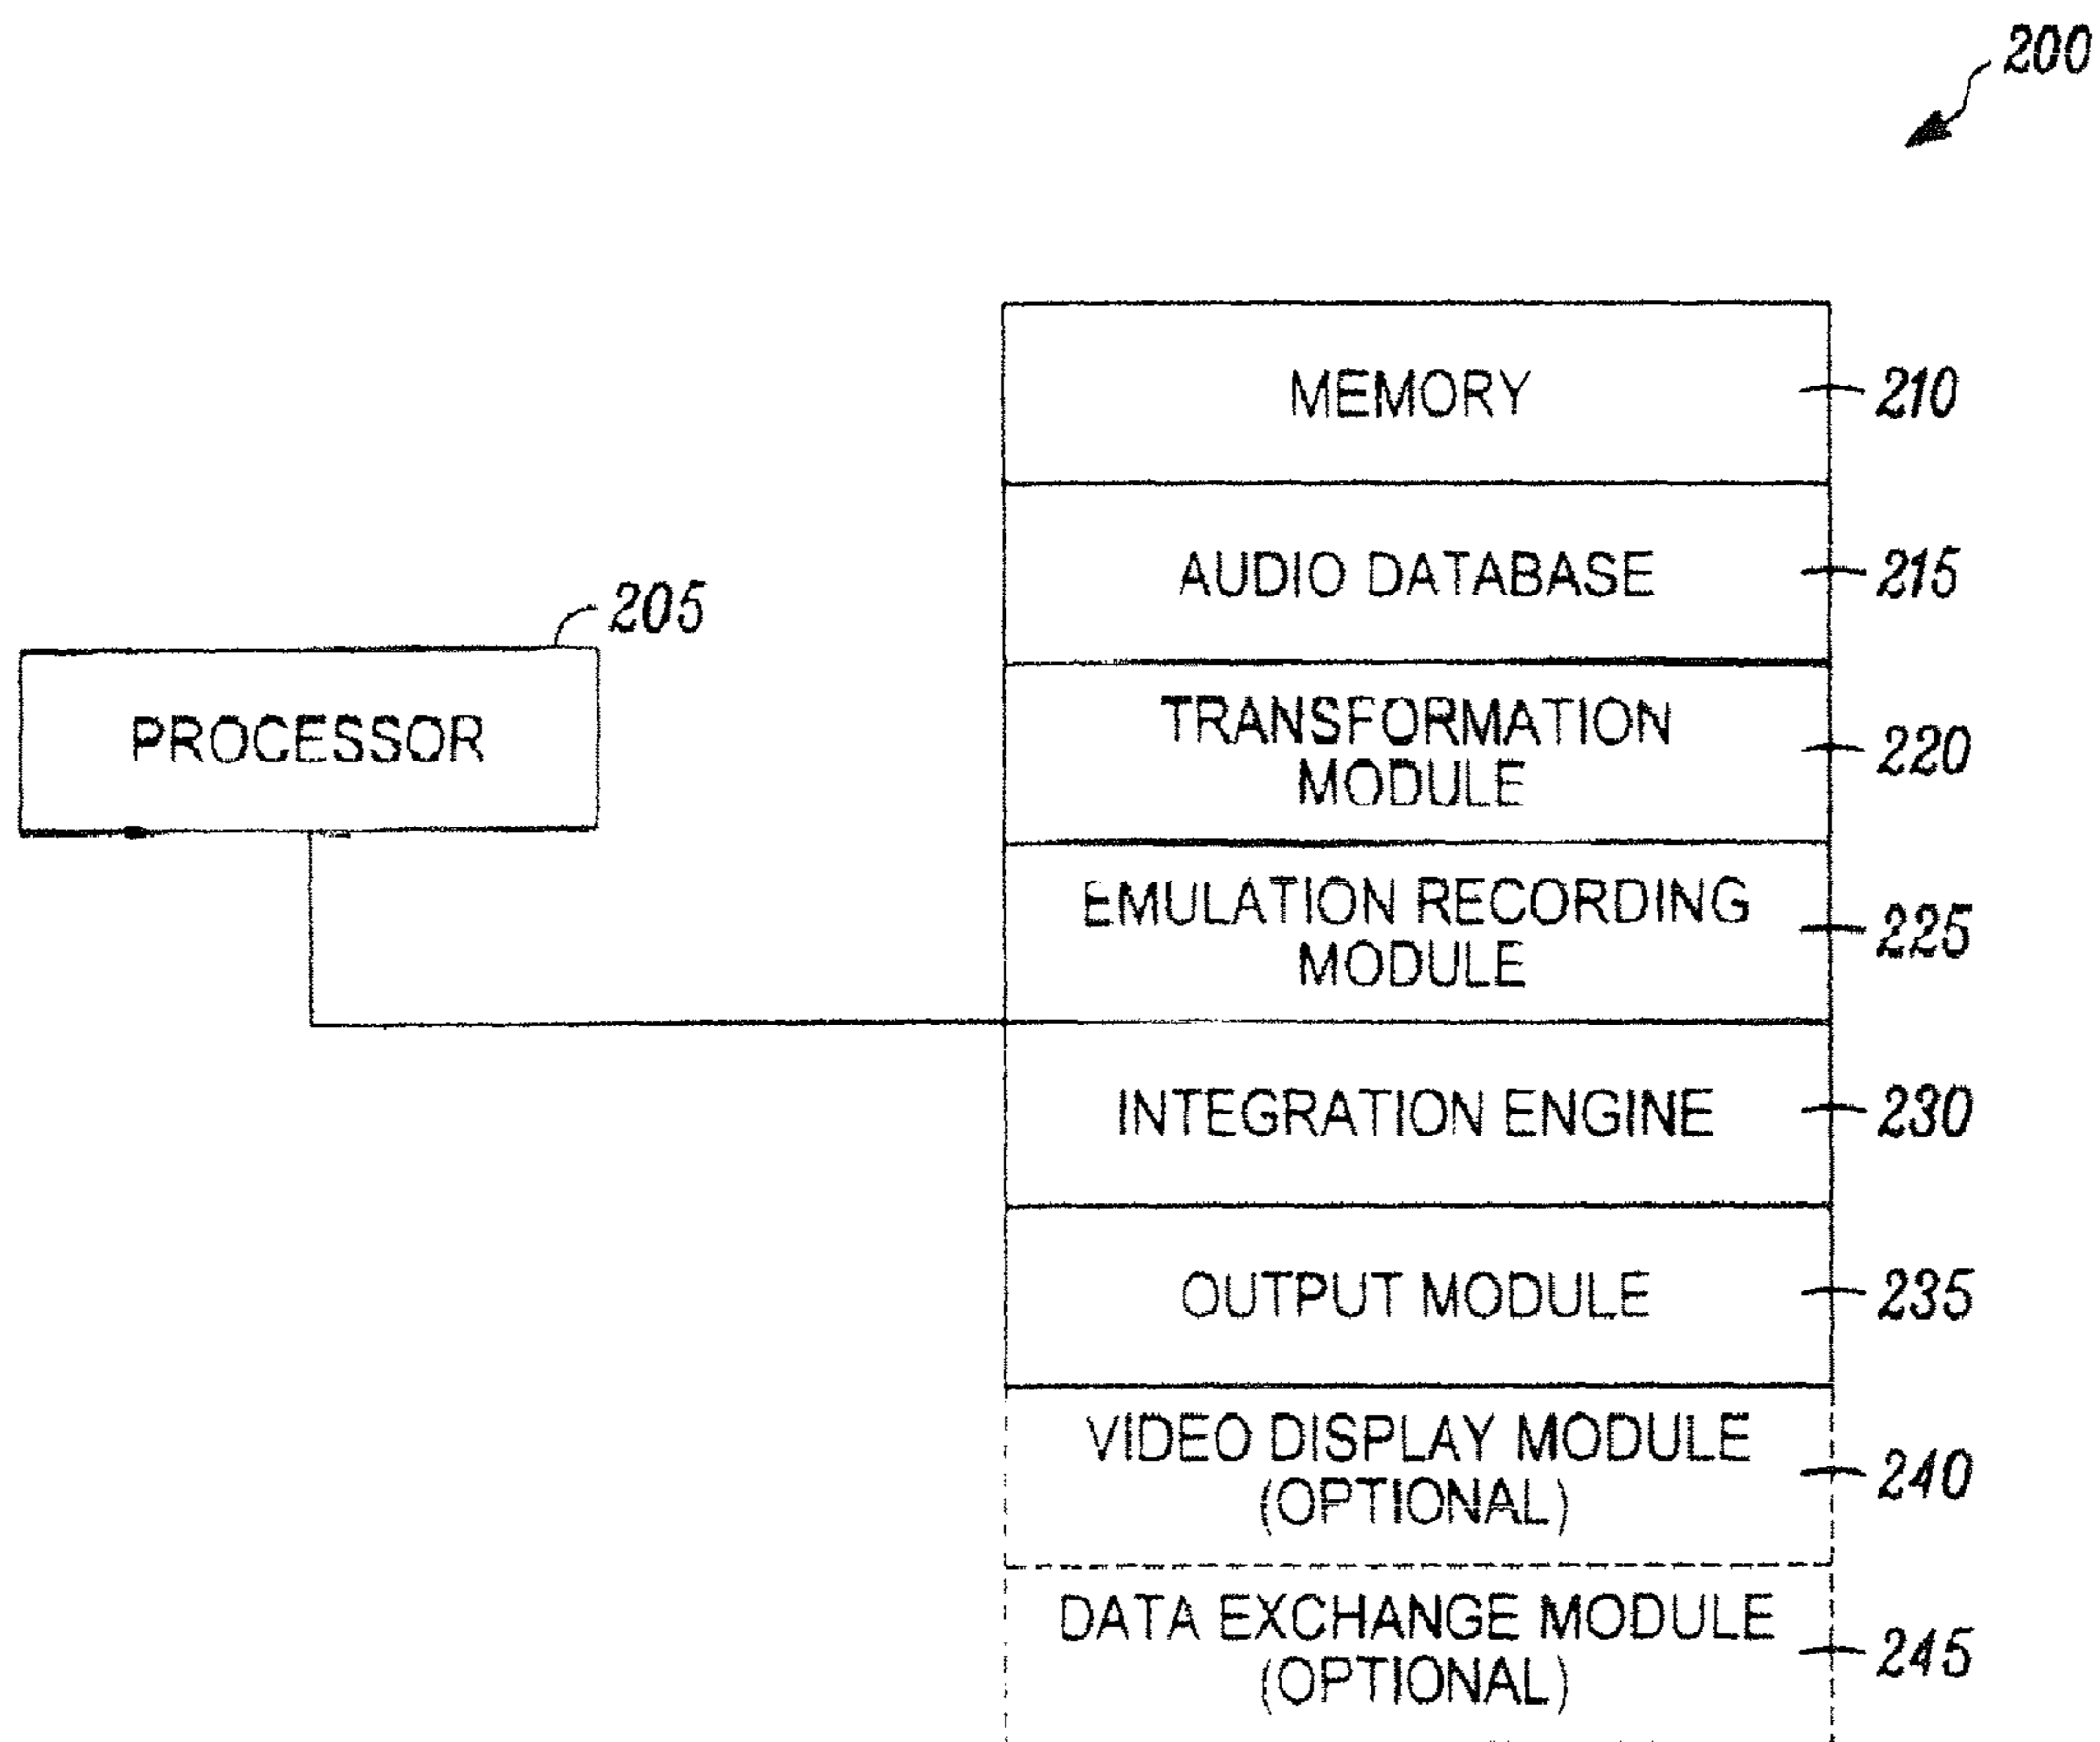 200
MEMORY
210
AUDIO DATABASE
215
205
PROCESSOR
TRANSFORMATION
MODULE
220
EMULATION RECORDING
MODULE
225
INTEGRATION ENGINE
230
OUTPUT MODULE
235
VIDEO DISPLAY MODULE
(OPTIONAL)
240
DATA EXCHANGE MODULE
(OPTIONAL)
245